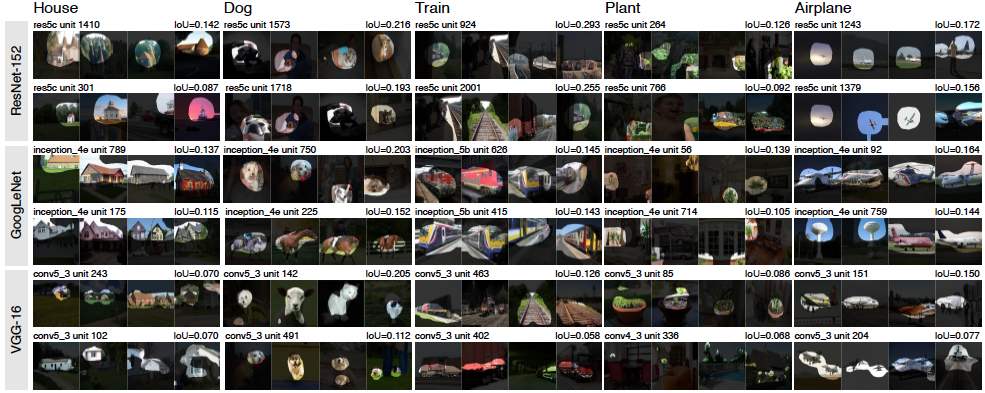 House Dog Train Plant Airplane
ResNet-152
res5c unit 1410 IoU=0.142 res5c unit 1573 IoU=0.216 res5c unit 924 IoU=0.293 res5c unit 264 IoU=0.126 res5c unit 1243 IoU=0.172
res5c unit 301 IoU=0.087 res5c unit 1718 IoU=0.193 res5c unit 2001 IoU=0.255 res5c unit 766 IoU=0.092 res5c unit 1379 IoU=0.156
GoogLeNet
inception_4e unit 789 IoU=0.137 inception_4e unit 750 IoU=0.203 inception_5b unit 626 IoU=0.145 inception_4e unit 56 IoU=0.139 inception_4e unit 92 IoU=0.164
inception_4e unit 175 IoU=0.115 inception_4e unit 225 IoU=0.152 inception_5b unit 415 IoU=0.143 inception_4e unit 714 IoU=0.105 inception_4e unit 759 IoU=0.144
VGG-16
conv5_3 unit 243 IoU=0.070 conv5_3 unit 142 IoU=0.205 conv5_3 unit 463 IoU=0.126 conv5_3 unit 85 IoU=0.086 conv5_3 unit 151 IoU=0.150
conv5_3 unit 102 IoU=0.070 conv5_3 unit 491 IoU=0.112 conv5_3 unit 402 IoU=0.058 conv4_3 unit 336 IoU=0.068 conv5_3 unit 204 IoU=0.077